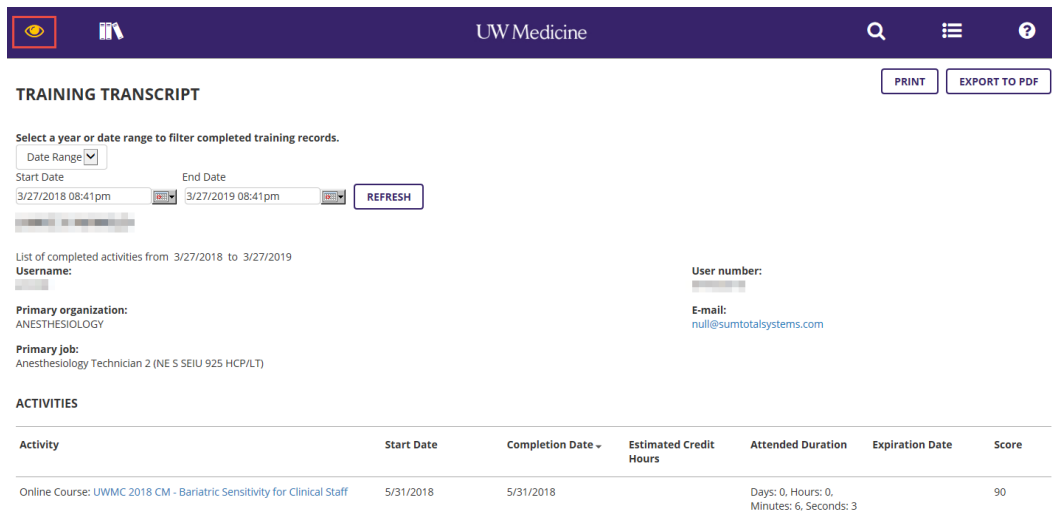 UW Medicine
PRINT
EXPORT TO PDF
TRAINING TRANSCRIPT
Select a year or date range to filter completed training records.
Date Range
Start Date End Date
3/27/2018 08:41pm 3/27/2019 08:41pm REFRESH
List of completed activities from 3/27/2018 to 3/27/2019
Username: User number:
Primary organization: E-mail:
ANESTHESIOLOGY null@sumtotalsystems.com
Primary job:
Anesthesiology Technician 2 (NE S SEIU 925 HCP/LT)
ACTIVITIES
Activity Start Date Completion Date Estimated Credit Hours Attended Duration Expiration Date Score
Online Course: UWMC 2018 CM - Bariatric Sensitivity for Clinical Staff 5/31/2018 5/31/2018 Days: 0, Hours: 0, 90
Minutes: 6, Seconds: 3